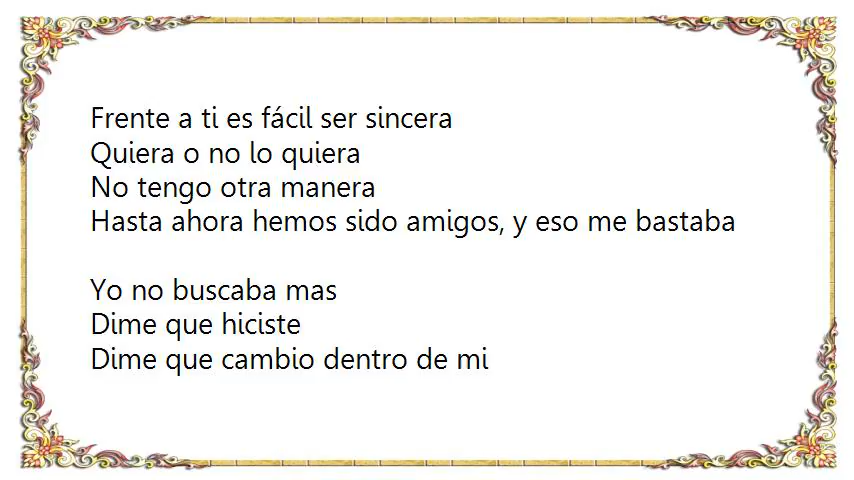 Frente a ti es fácil ser sincera
Quiera o no lo quiera
No tengo otra manera
Hasta ahora hemos sido amigos, y eso me bastaba
Yo no buscaba mas
Dime que hiciste
Dime que cambio dentro de mi